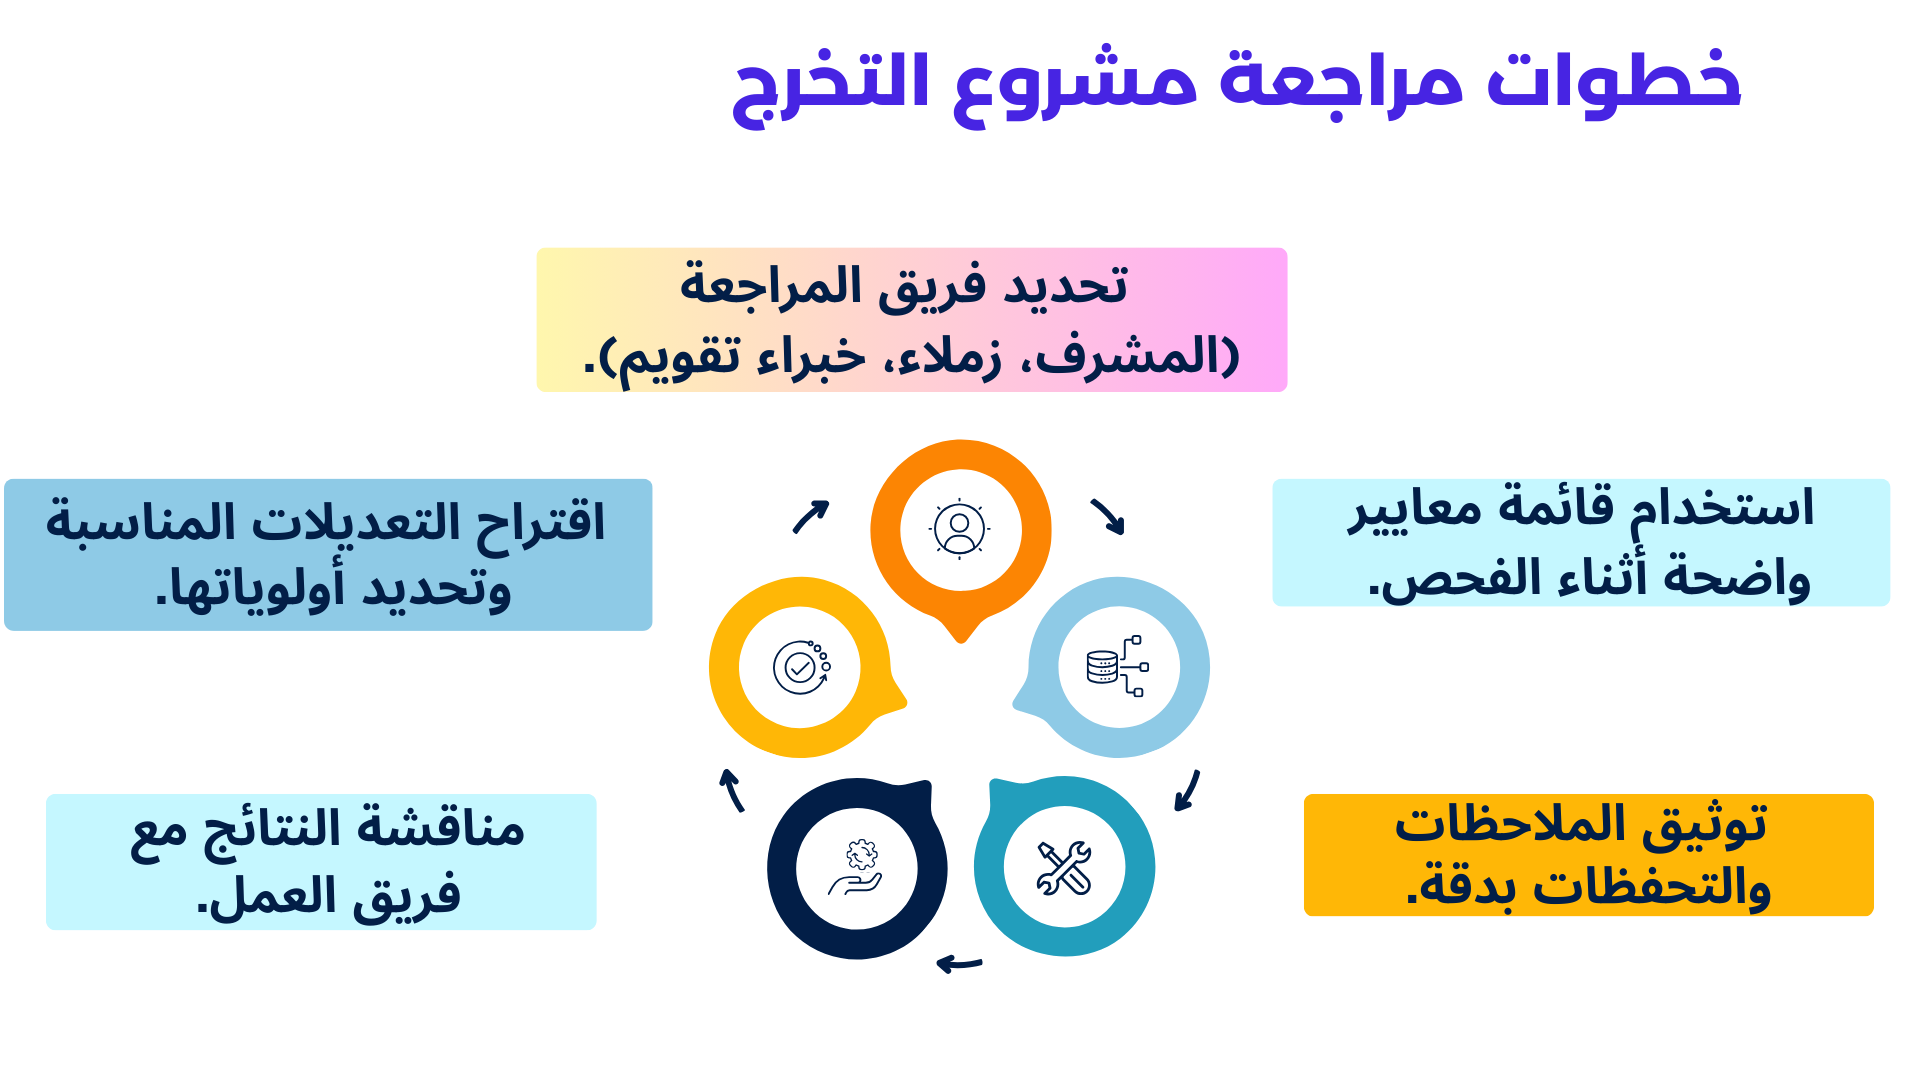 خطوات مراجعة مشروع التخرج
تحديد فريق المراجعة
(المشرف، زملاء، خبراء تقويم).
استخدام قائمة معايير
واضحة أثناء الفحص.
توثيق الملاحظات
والتحفظات بدقة.
مناقشة النتائج مع
فريق العمل.
اقتراح التعديلات المناسبة
وتحديد أولوياتها.